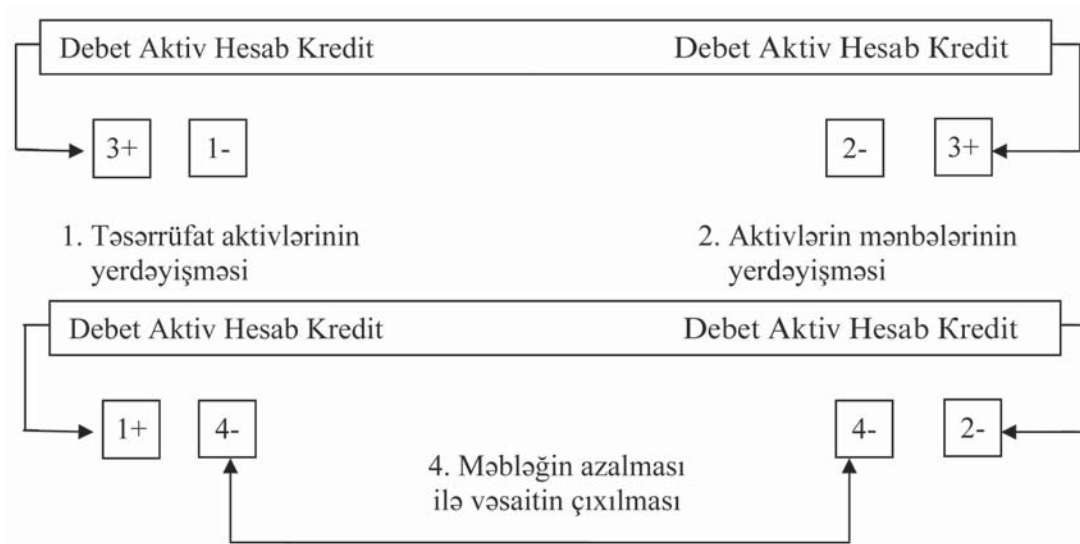 Debet Aktiv Hesab Kredit Debet Aktiv Hesab Kredit
3+ 1- 2- 3+
1. Təsərrüfat aktivlərinin
yerdəyişməsi
2. Aktivlərin mənbələrinin
yerdəyişməsi
Debet Aktiv Hesab Kredit Debet Aktiv Hesab Kredit
1+ 4- 4- 2-
4. Məbləğin azalması
ilə vəsaitin çıxılması